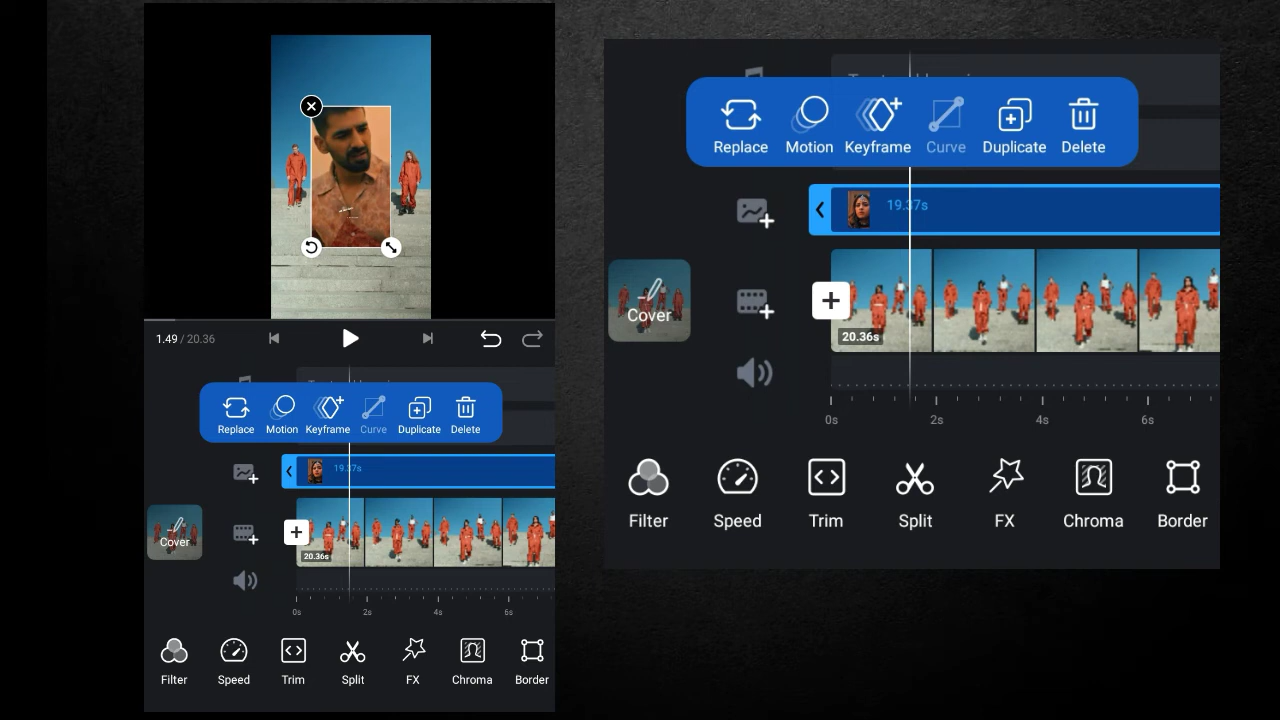 1.49 / 20.36
Replace Motion Keyframe Curve Duplicate Delete
19.37s
Cover
20.36s
0s 2s 4s 6s
Filter Speed Trim Split FX Chroma Border
Replace Motion Keyframe Curve Duplicate Delete
19.37s
Cover
20.36s
0s 2s 4s 6s
Filter Speed Trim Split FX Chroma Border